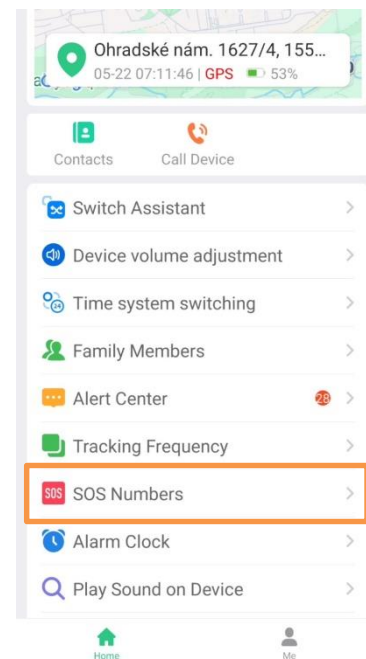 Ohradské nám. 1627/4, 155...
05-22 07:11:46 | GPS 53%
Contacts Call Device
Switch Assistant
Device volume adjustment
24
Time system switching
Family Members
Alert Center 28
Tracking Frequency
SOS SOS Numbers
Alarm Clock
Play Sound on Device
Home Me